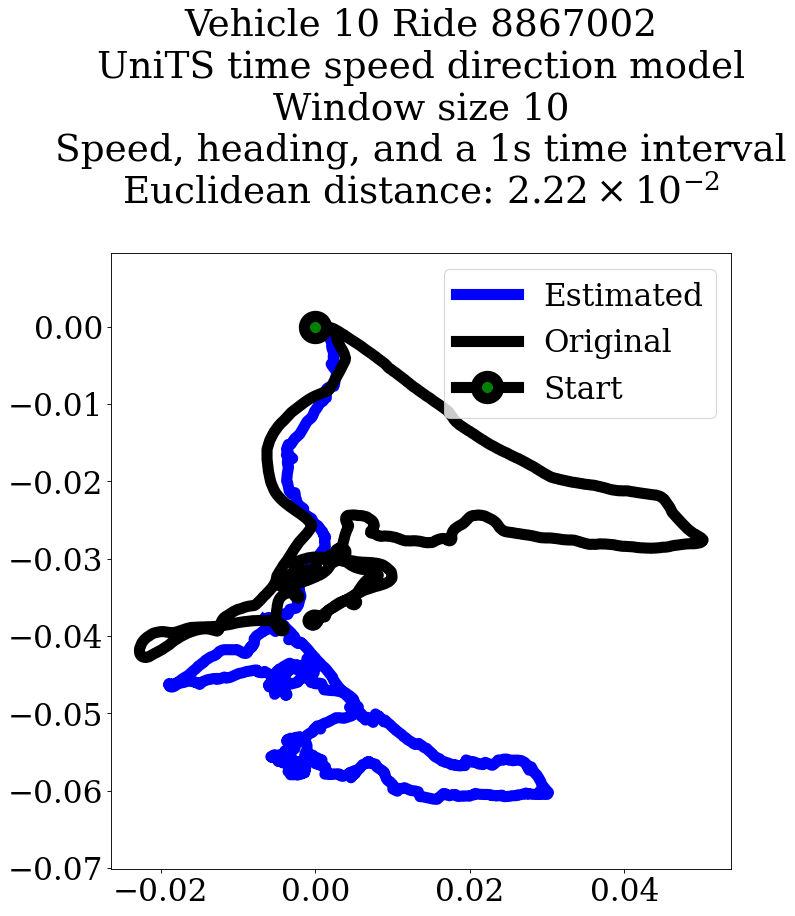 Vehicle 10 Ride 8867002
UniTS time speed direction model
Window size 10
Speed, heading, and a 1s time interval
Euclidean distance: 2.22 × 10⁻²
Estimated
Original
Start
0.00
−0.01
−0.02
−0.03
−0.04
−0.05
−0.06
−0.07
−0.02
0.00
0.02
0.04